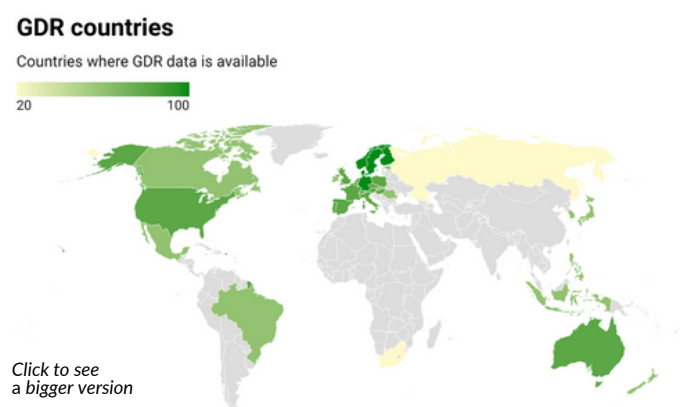 GDR countries
Countries where GDR data is available
20 100
Click to see
a bigger version